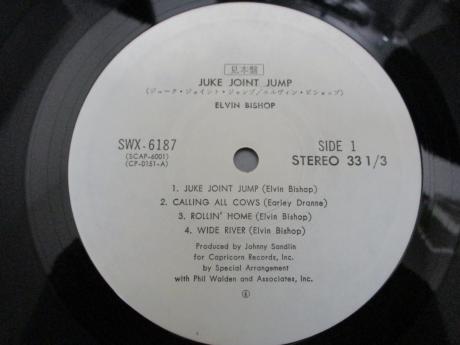 見本盤
JUKE JOINT JUMP
(ジューク・ジョイント・ジャンプ/エルヴィン・ビショップ)
ELVIN BISHOP
SWX-6187
(SCAP-6001)
(CP-0151-A)
SIDE 1
STEREO 33 1/3
1. JUKE JOINT JUMP (Elvin Bishop)
2. CALLING ALL COWS (Earley Dranne)
3. ROLLIN' HOME (Elvin Bishop)
4. WIDE RIVER (Elvin Bishop)
Produced by Johnny Sandlin
for Capricorn Records, Inc.
by Special Arrangement
with Phil Walden and Associates, Inc.